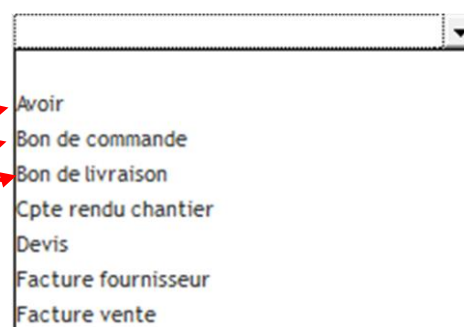 Avoir
Bon de commande
Bon de livraison
Cpte rendu chantier
Devis
Facture fournisseur
Facture vente